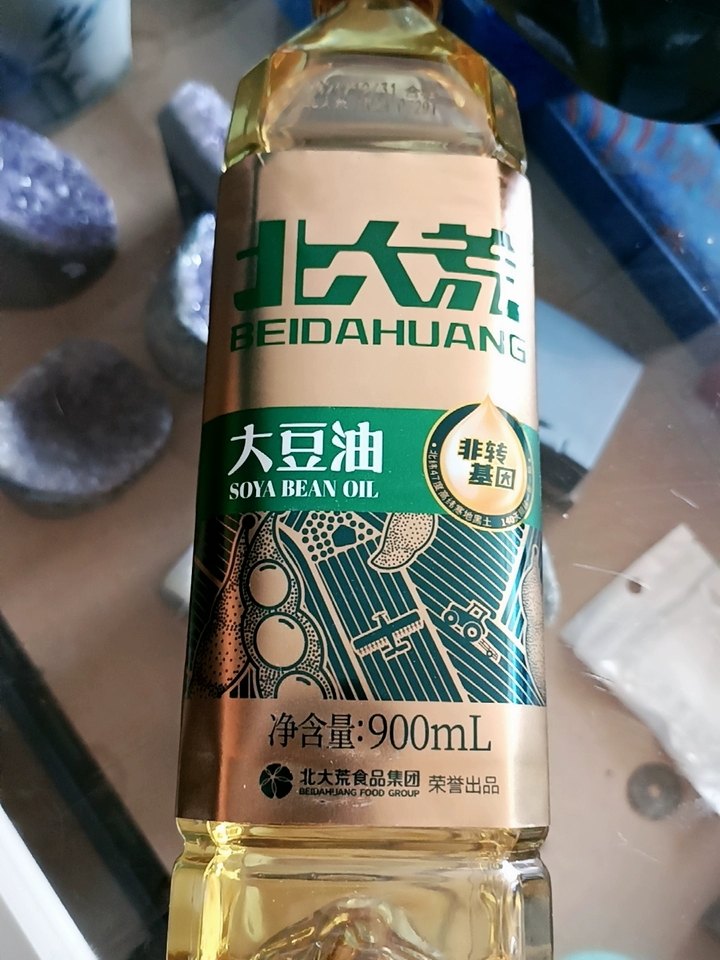 北大荒
BEIDAHUANG
大豆油
SOYA BEAN OIL
非转
基因
净含量:900mL
北大荒食品集团 荣誉出品
BEIDAHUANG FOOD GROUP